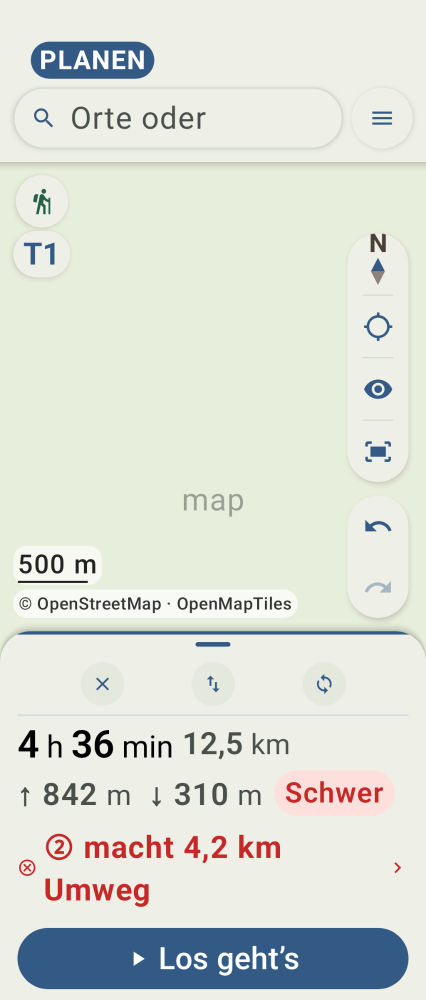 PLANEN
Orte oder
T1
N
map
500 m
© OpenStreetMap · OpenMapTiles
4 h 36 min 12,5 km
↑ 842 m ↓ 310 m Schwer
② macht 4,2 km
Umweg
Los geht’s